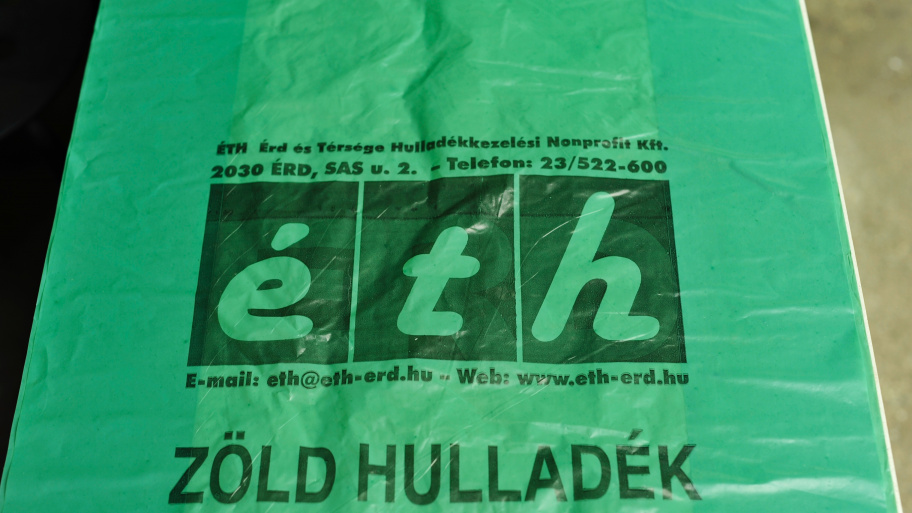 ÉTH Érd és Térsége Hulladékkezelési Nonprofit Kft.
2030 ÉRD, SAS u. 2. - Telefon: 23/522-600
éth
E-mail: eth@eth-erd.hu - Web: www.eth-erd.hu
ZÖLD HULLADÉK